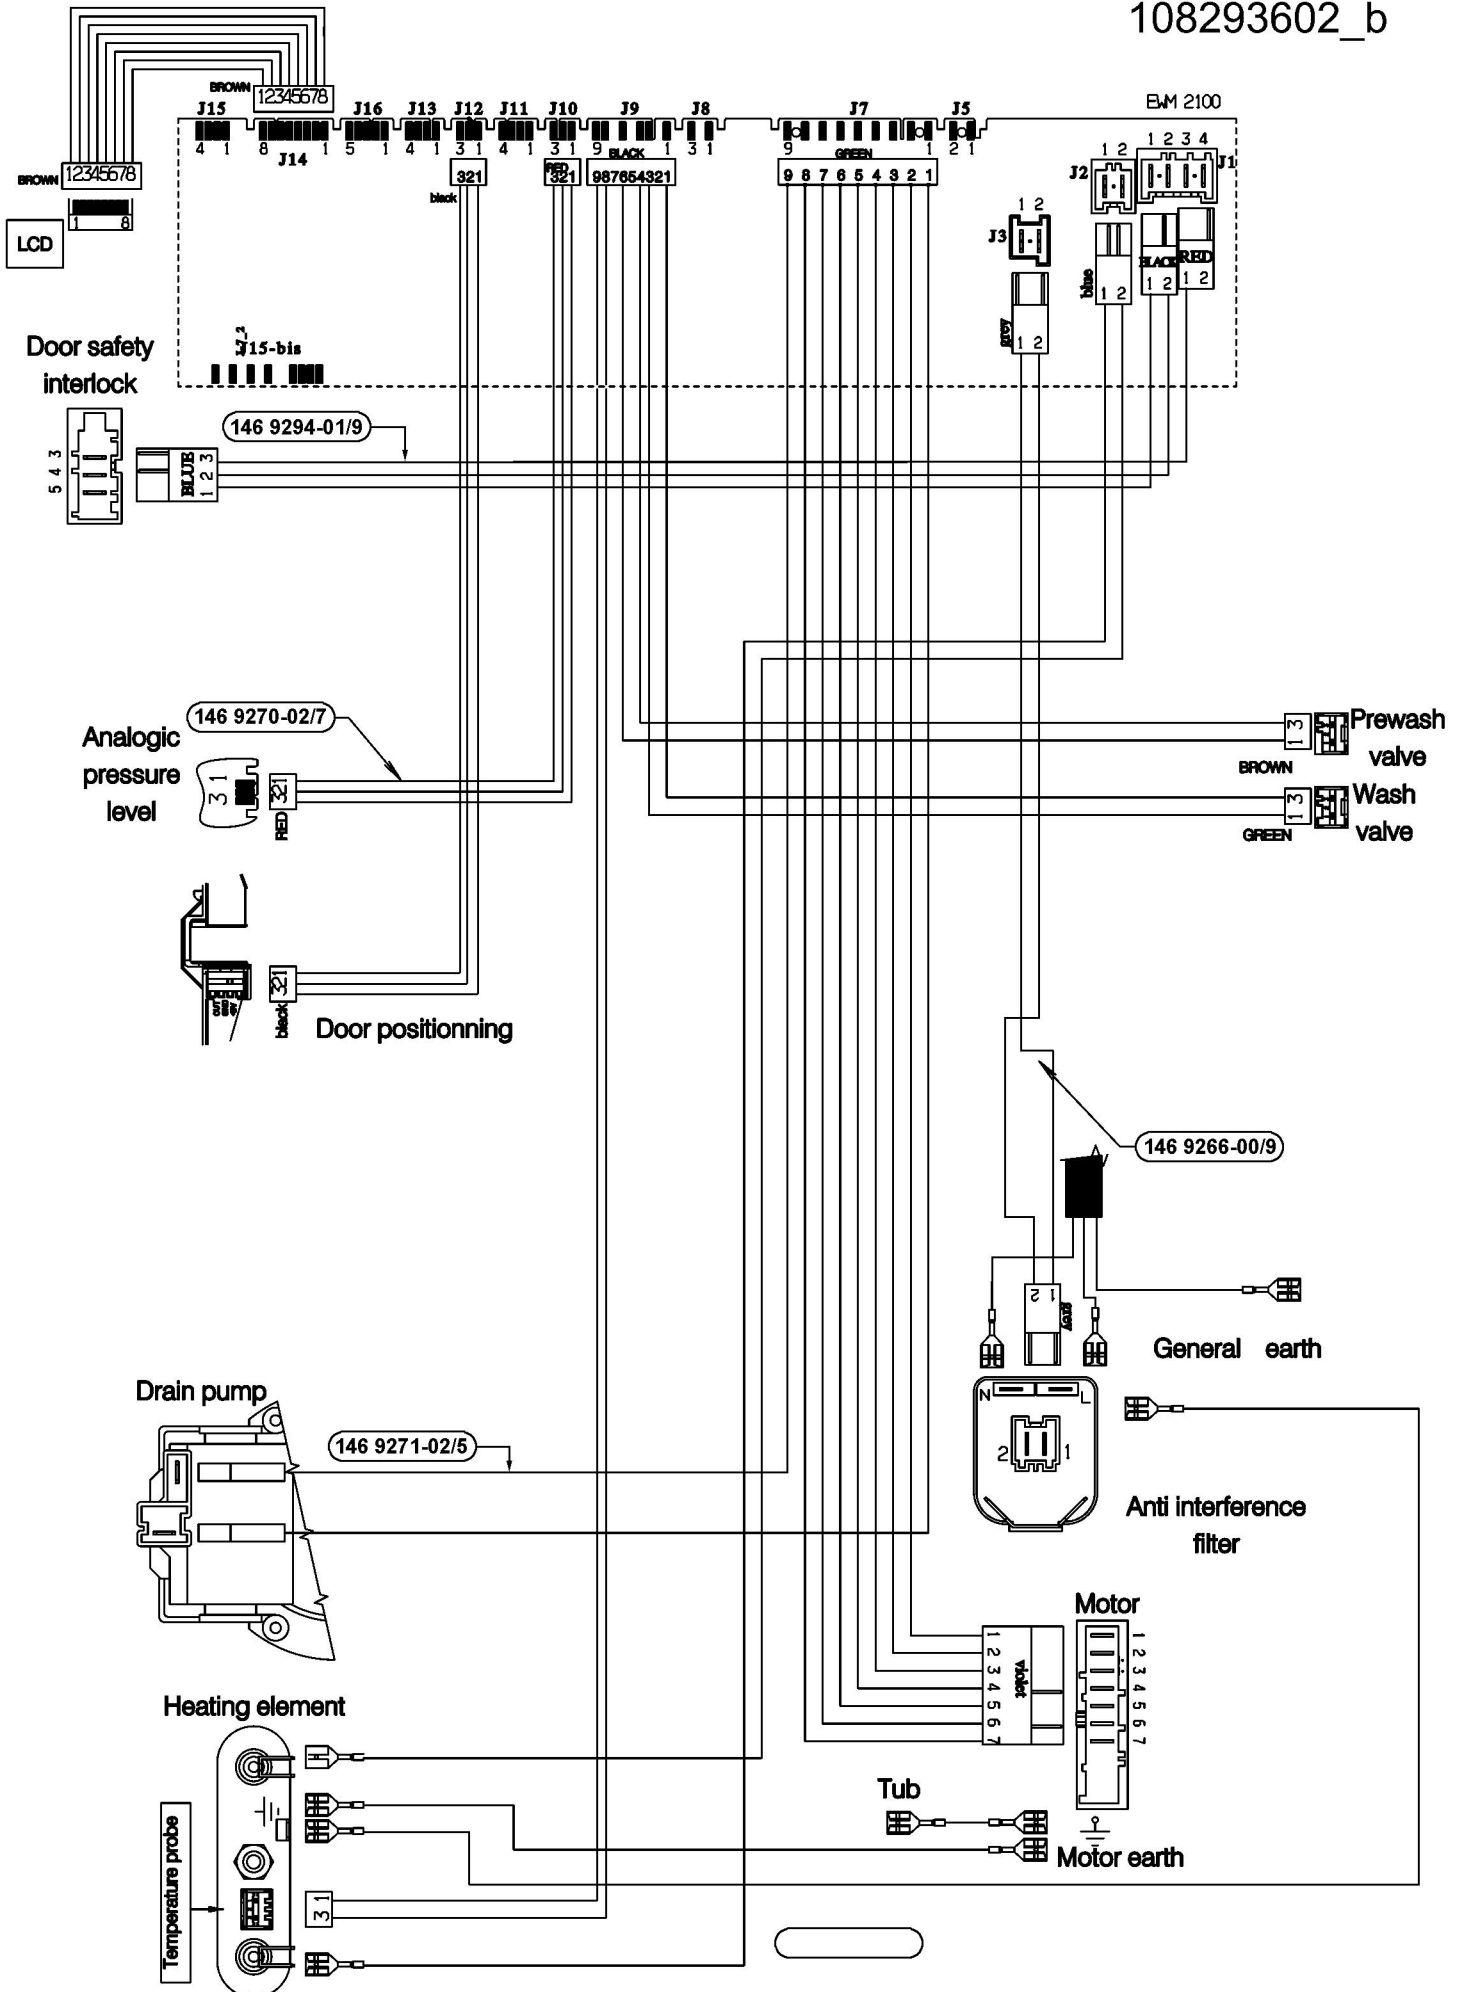 108293602_b
BROWN
12345678
EWM 2100
J15
J16
J13
J12
J11
J10
J9
J8
J7
J5
4 1
8 1
J14
5 1
4 1
3 1
4 1
3 1
9 1
BLACK
3 1
9 1
GREEN
2 1
BROWN
12345678
1 8
LCD
321
black
RED
321
987654321
9 8 7 6 5 4 3 2 1
1 2
J2
1 2 3 4
J1
1 2
J3
grey
1 2
blue
1 2
BLACK
1 2
RED
1 2
J15-bis
Door safety
interlock
5 4 3
BLUE
1 2 3
146 9294-01/9
146 9270-02/7
Analogic
pressure
level
3 1
321
RED
1 3
Prewash
valve
BROWN
1 3
Wash
valve
GREEN
OUT
GND
321
black
Door positionning
146 9266-00/9
2 1
grey
General earth
N L
2 1
Anti interference
filter
Drain pump
146 9271-02/5
Motor
1 2 3 4 5 6 7
violet
1 2 3 4 5 6 7
Heating element
Temperature probe
3 1
Tub
Motor earth